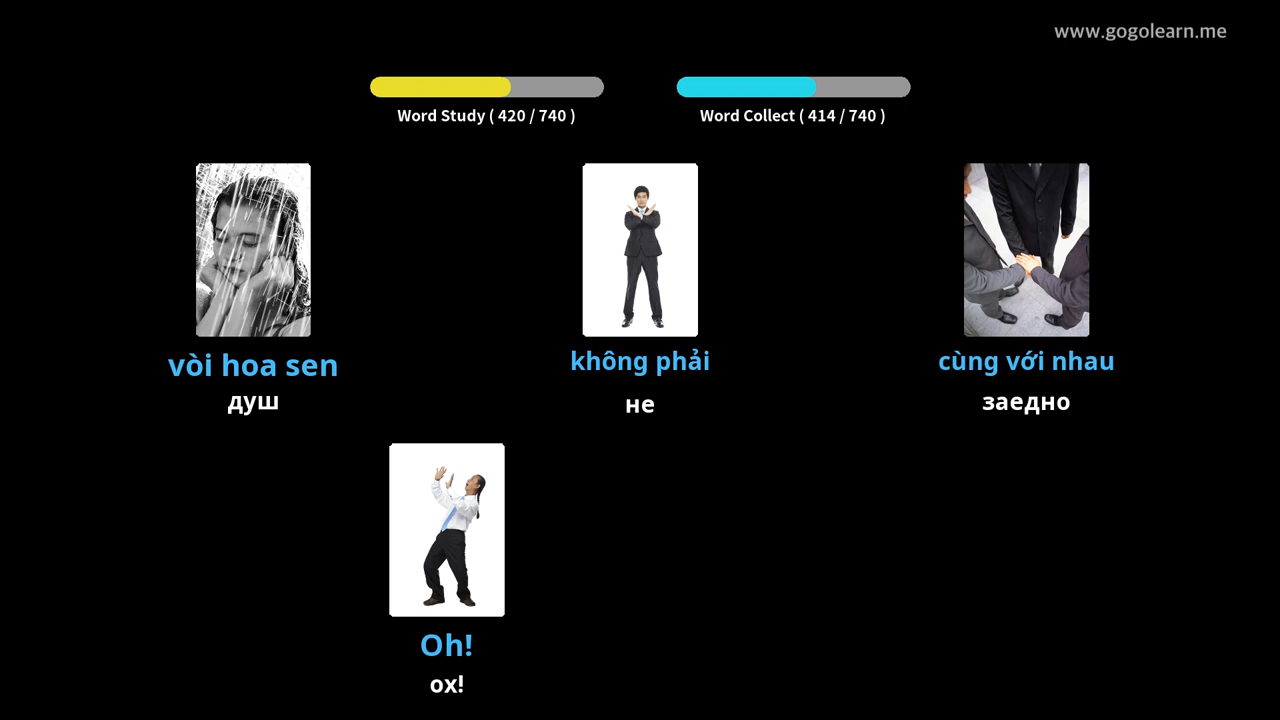 www.gogolearn.me
Word Study ( 420 / 740 )
Word Collect ( 414 / 740 )
vòi hoa sen
душ
không phải
не
cùng với nhau
заедно
Oh!
ох!